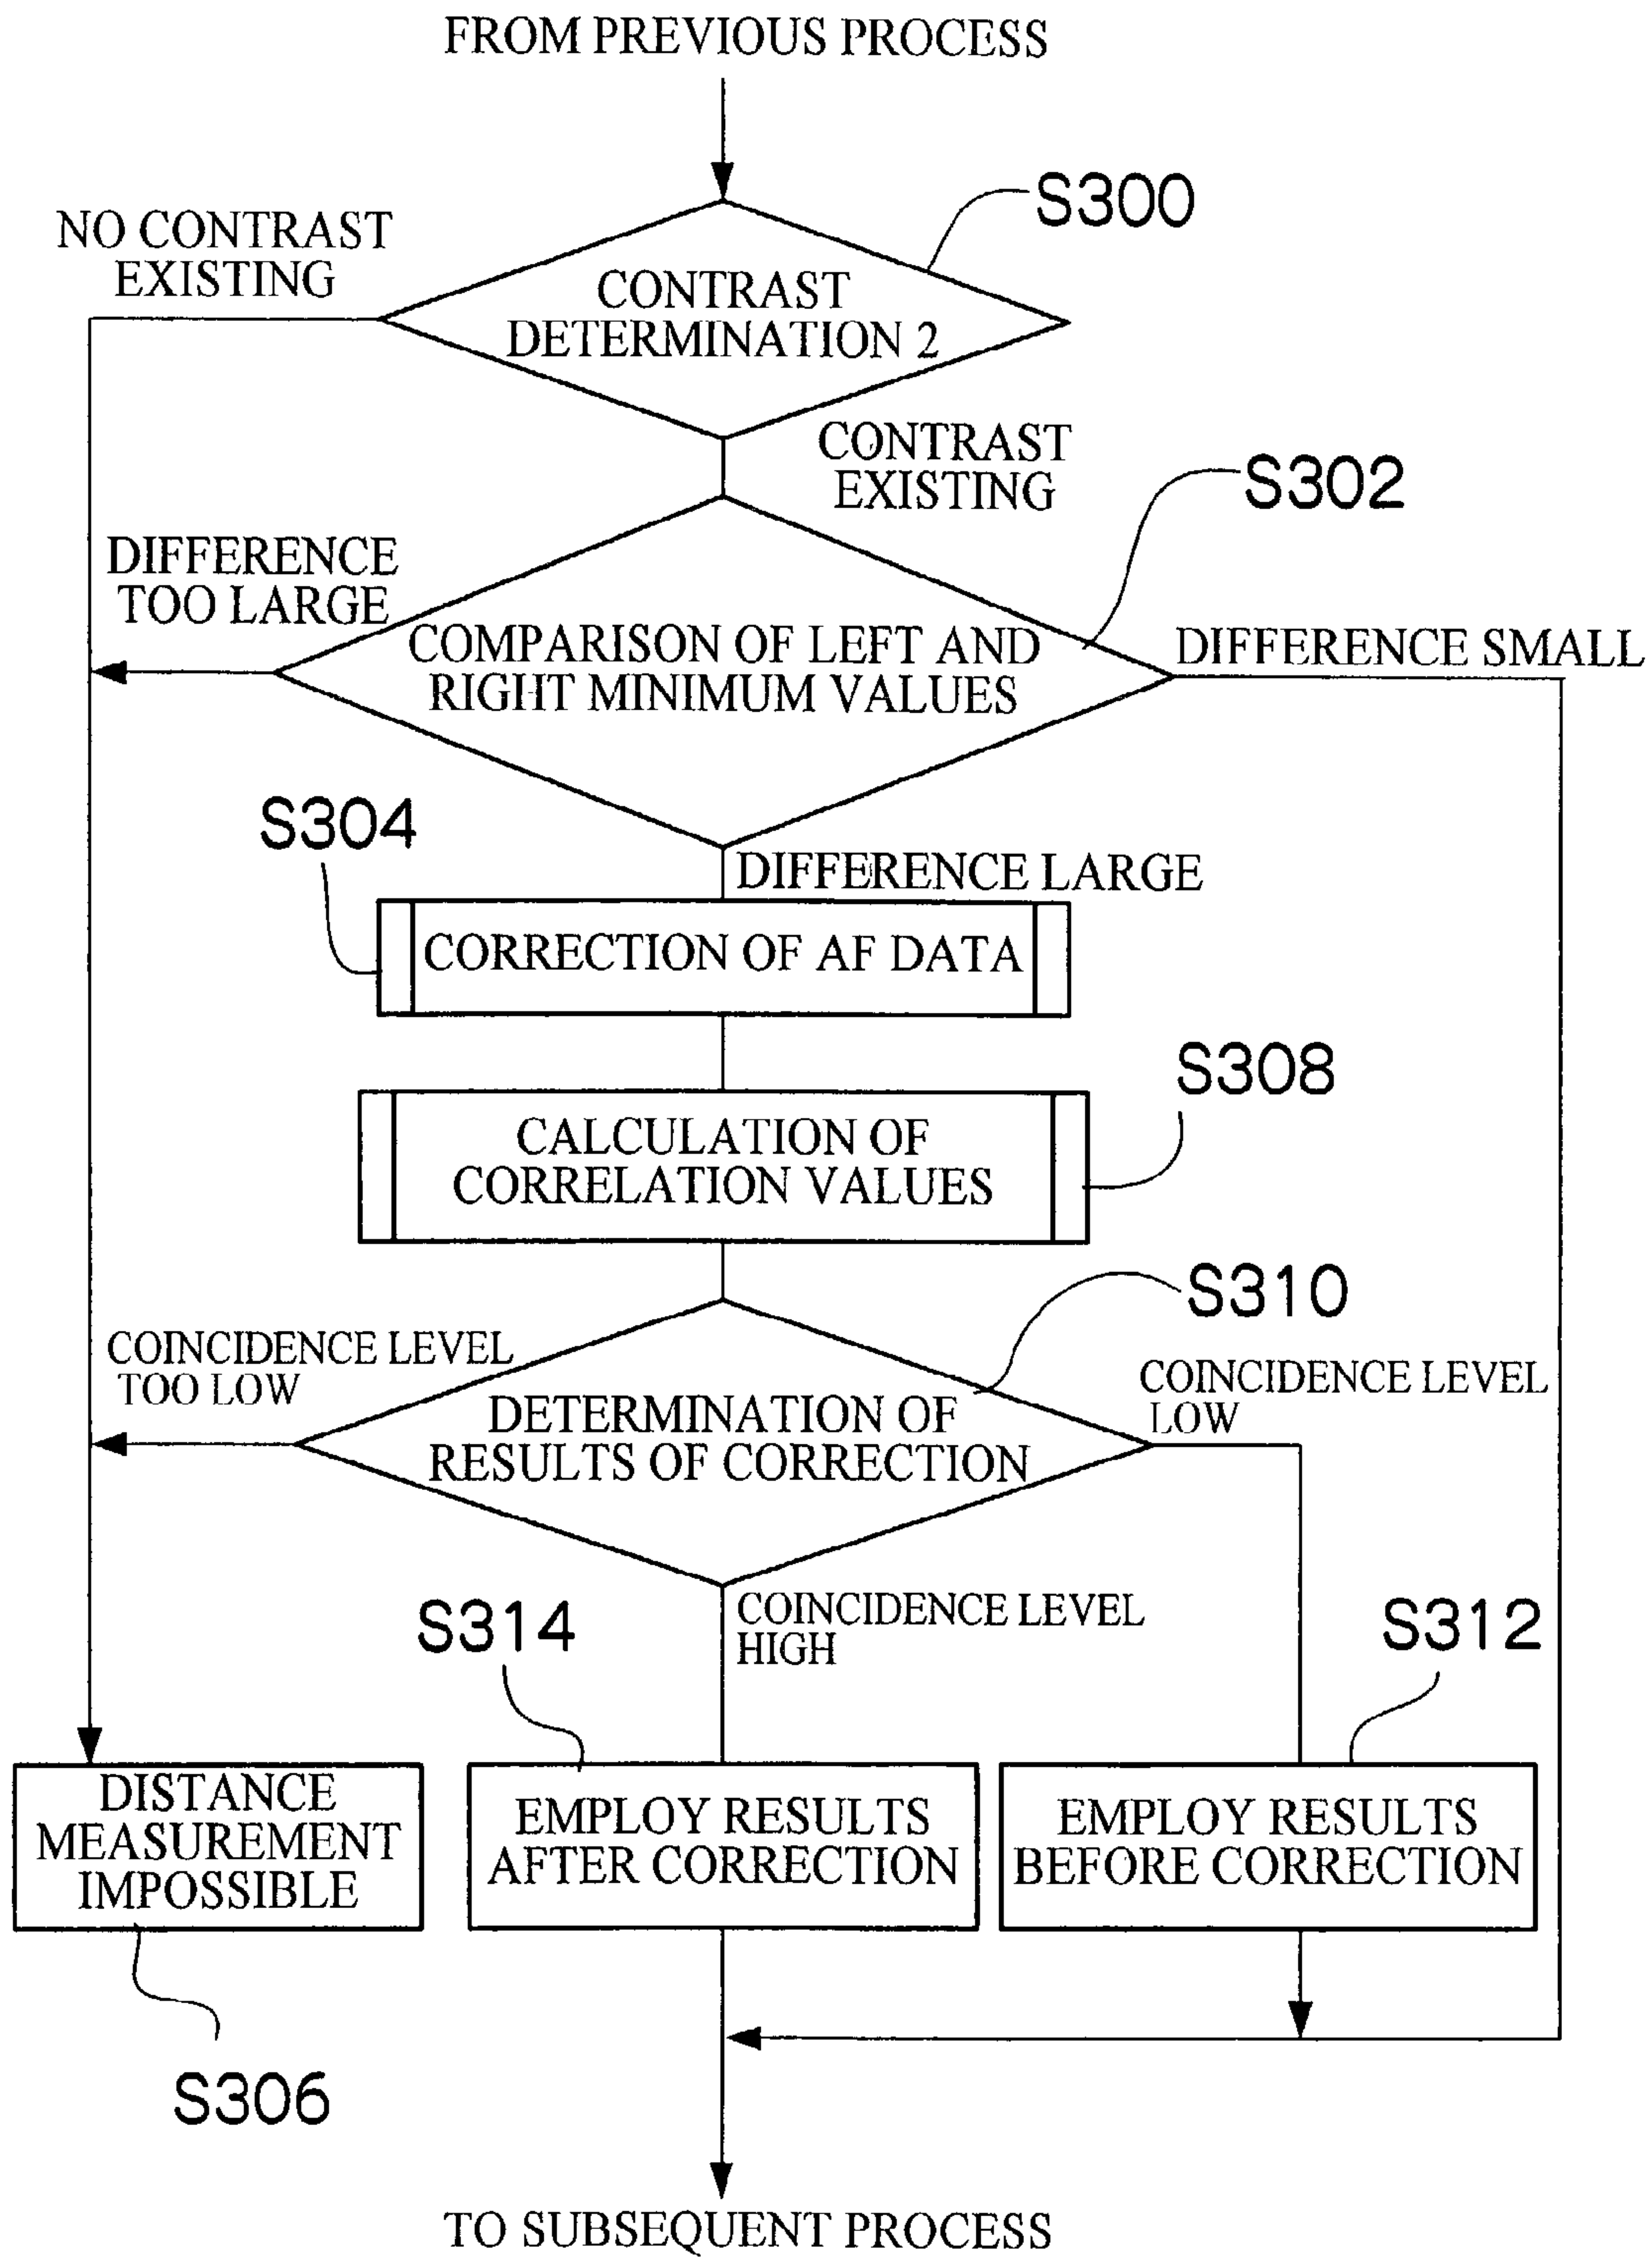 FROM PREVIOUS PROCESS
S300
NO CONTRAST
EXISTING
CONTRAST
DETERMINATION 2
CONTRAST
EXISTING
S302
DIFFERENCE
TOO LARGE
COMPARISON OF LEFT AND
RIGHT MINIMUM VALUES
DIFFERENCE SMALL
S304
DIFFERENCE LARGE
CORRECTION OF AF DATA
S308
CALCULATION OF
CORRELATION VALUES
S310
COINCIDENCE LEVEL
TOO LOW
DETERMINATION OF
RESULTS OF CORRECTION
COINCIDENCE LEVEL
LOW
S314
COINCIDENCE LEVEL
HIGH
S312
DISTANCE
MEASUREMENT
IMPOSSIBLE
EMPLOY RESULTS
AFTER CORRECTION
EMPLOY RESULTS
BEFORE CORRECTION
S306
TO SUBSEQUENT PROCESS